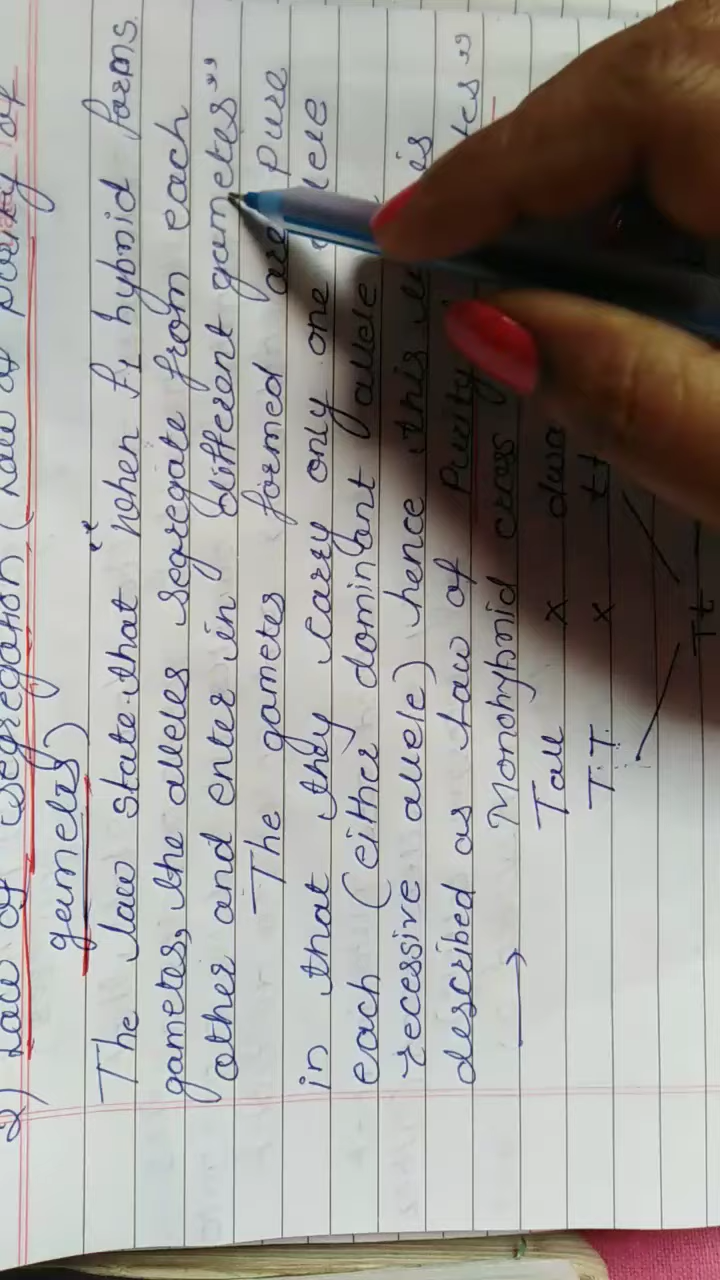 2) Law of Segregation (Law of purity of
gametes)
The law state that "when F1 hybrid forms
gametes, the alleles segregate from each
other and enter in different gametes"
The gametes formed are pure
in that they carry only one
each (either dominant allele
recessive allele) hence this is
described as Law of Purity
→ Monohybrid cross
Tall x
TT x tt
Tt